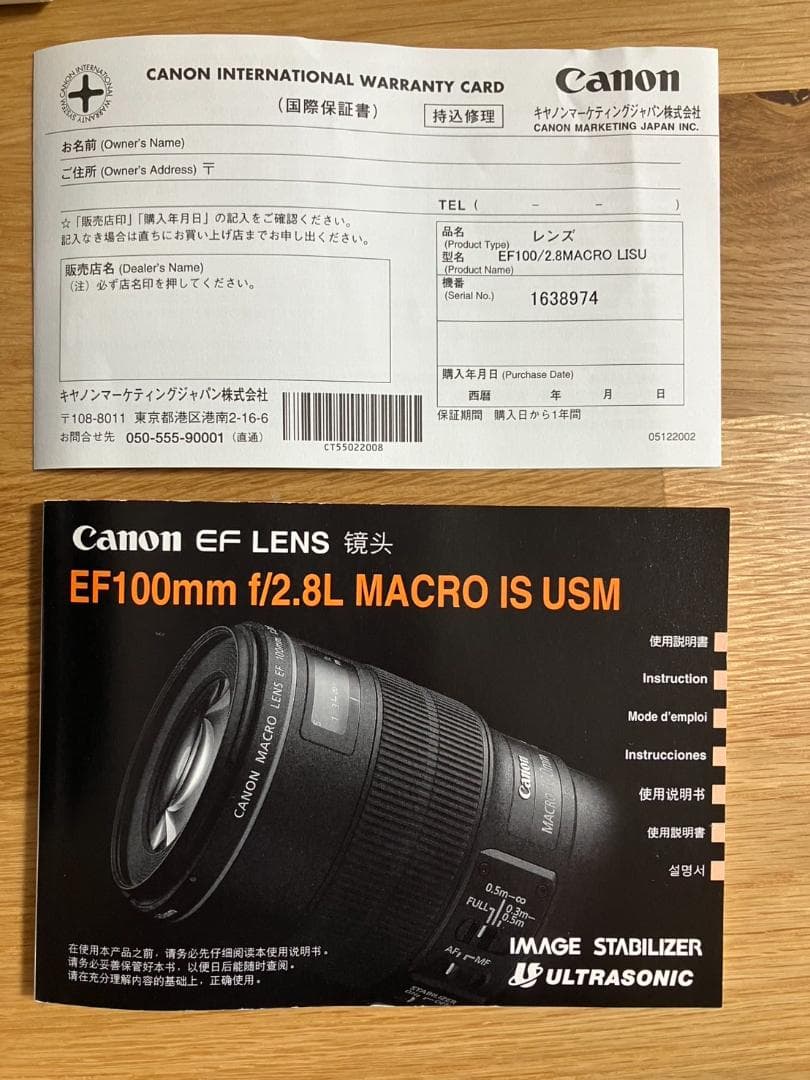 CANON INTERNATIONAL WARRANTY SYSTEM
CANON INTERNATIONAL WARRANTY CARD
(国際保証書)
持込修理
Canon
キヤノンマーケティングジャパン株式会社
CANON MARKETING JAPAN INC.
お名前 (Owner's Name)
ご住所 (Owner's Address) 〒
TEL ( – – )
☆「販売店印」「購入年月日」の記入をご確認ください。
記入なき場合は直ちにお買い上げ店までお申し出ください。
販売店名 (Dealer's Name)
(注) 必ず店名印を押してください。
品名 (Product Type) レンズ
型名 (Product Name) EF100/2.8MACRO LISU
機番 (Serial No.) 1638974
購入年月日 (Purchase Date)
西暦 年 月 日
キヤノンマーケティングジャパン株式会社
〒108-8011 東京都港区港南2-16-6
お問合せ先 050-555-90001 (直通)
CT55022008
保証期間 購入日から1年間
05122002
Canon EF LENS 镜头
EF100mm f/2.8L MACRO IS USM
使用説明書
Instruction
Mode d'emploi
Instrucciones
使用说明书
使用說明書
설명서
CANON MACRO LENS EF 100mm
Canon
MACRO
0.5m–∞
FULL
0.3m–
0.5m
AF
MF
STABILIZER
IMAGE STABILIZER
ULTRASONIC
在使用本产品之前，请务必先仔细阅读本使用说明书。
请务必妥善保管好本书，以便日后能随时查阅。
请在充分理解内容的基础上，正确使用。